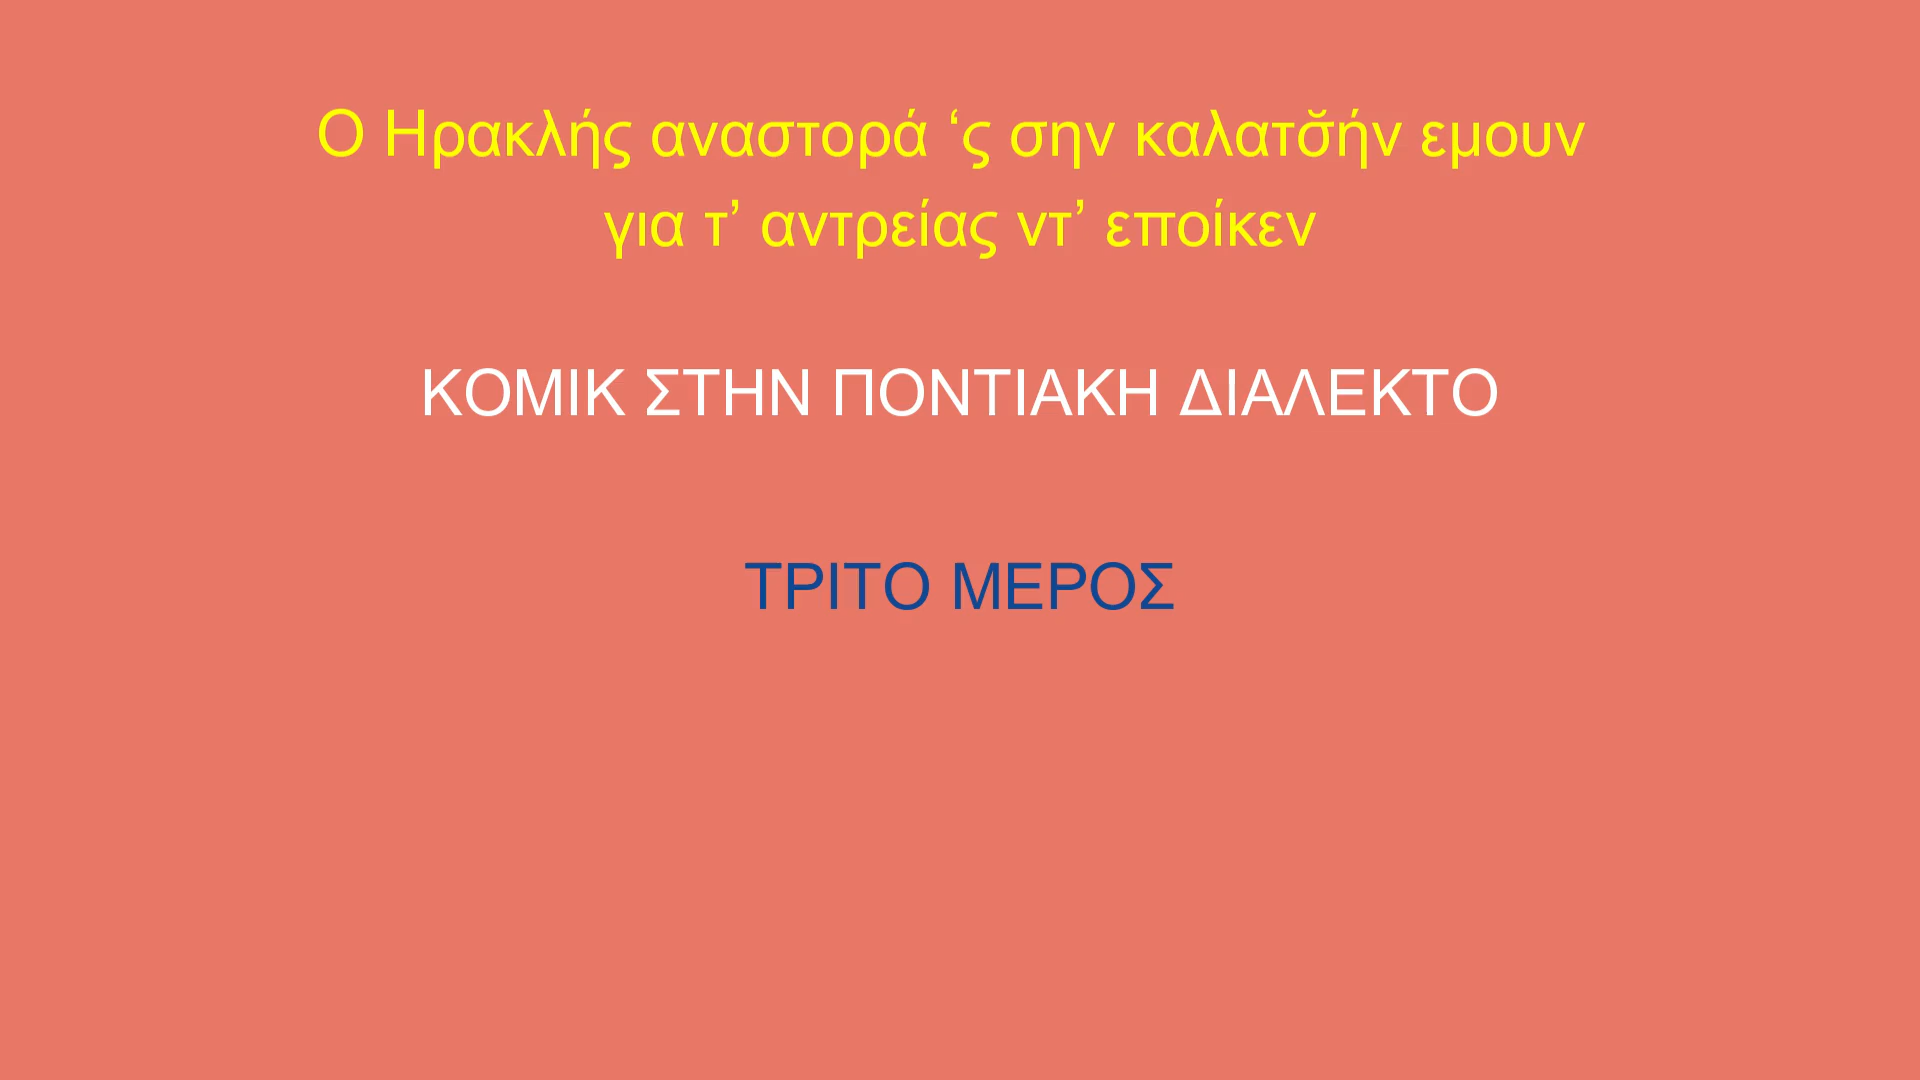 Ο Ηρακλής αναστορά ‘ς σην καλατσ̌ήν εμουν
για τ’ αντρείας ντ’ εποίκεν
ΚΟΜΙΚ ΣΤΗΝ ΠΟΝΤΙΑΚΗ ΔΙΑΛΕΚΤΟ
ΤΡΙΤΟ ΜΕΡΟΣ